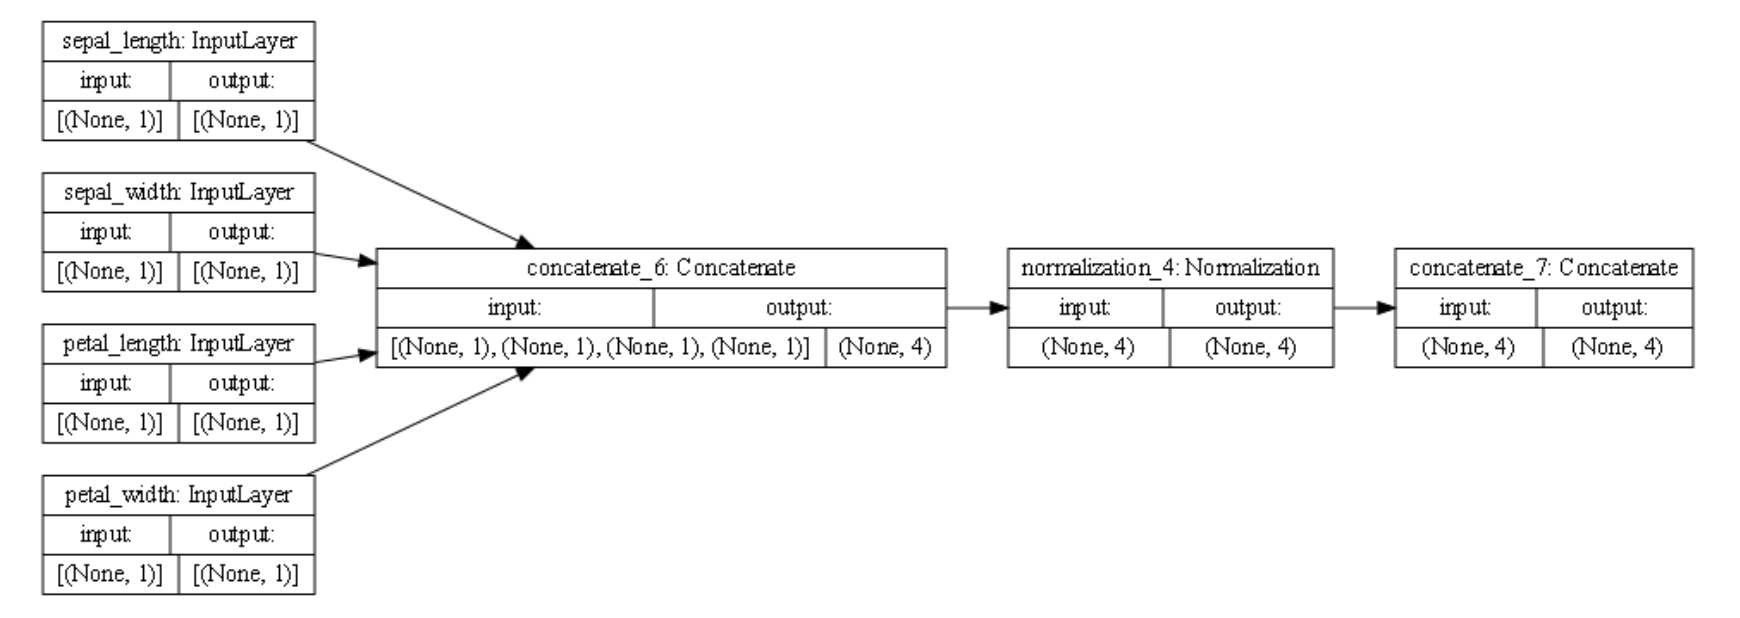 sepal_length: InputLayer
input: output:
[(None, 1)] [(None, 1)]
sepal_width: InputLayer
input: output:
[(None, 1)] [(None, 1)]
petal_length: InputLayer
input: output:
[(None, 1)] [(None, 1)]
petal_width: InputLayer
input: output:
[(None, 1)] [(None, 1)]
concatenate_6: Concatenate
input: output:
[(None, 1), (None, 1), (None, 1), (None, 1)] (None, 4)
normalization_4: Normalization
input: output:
(None, 4) (None, 4)
concatenate_7: Concatenate
input: output:
(None, 4) (None, 4)